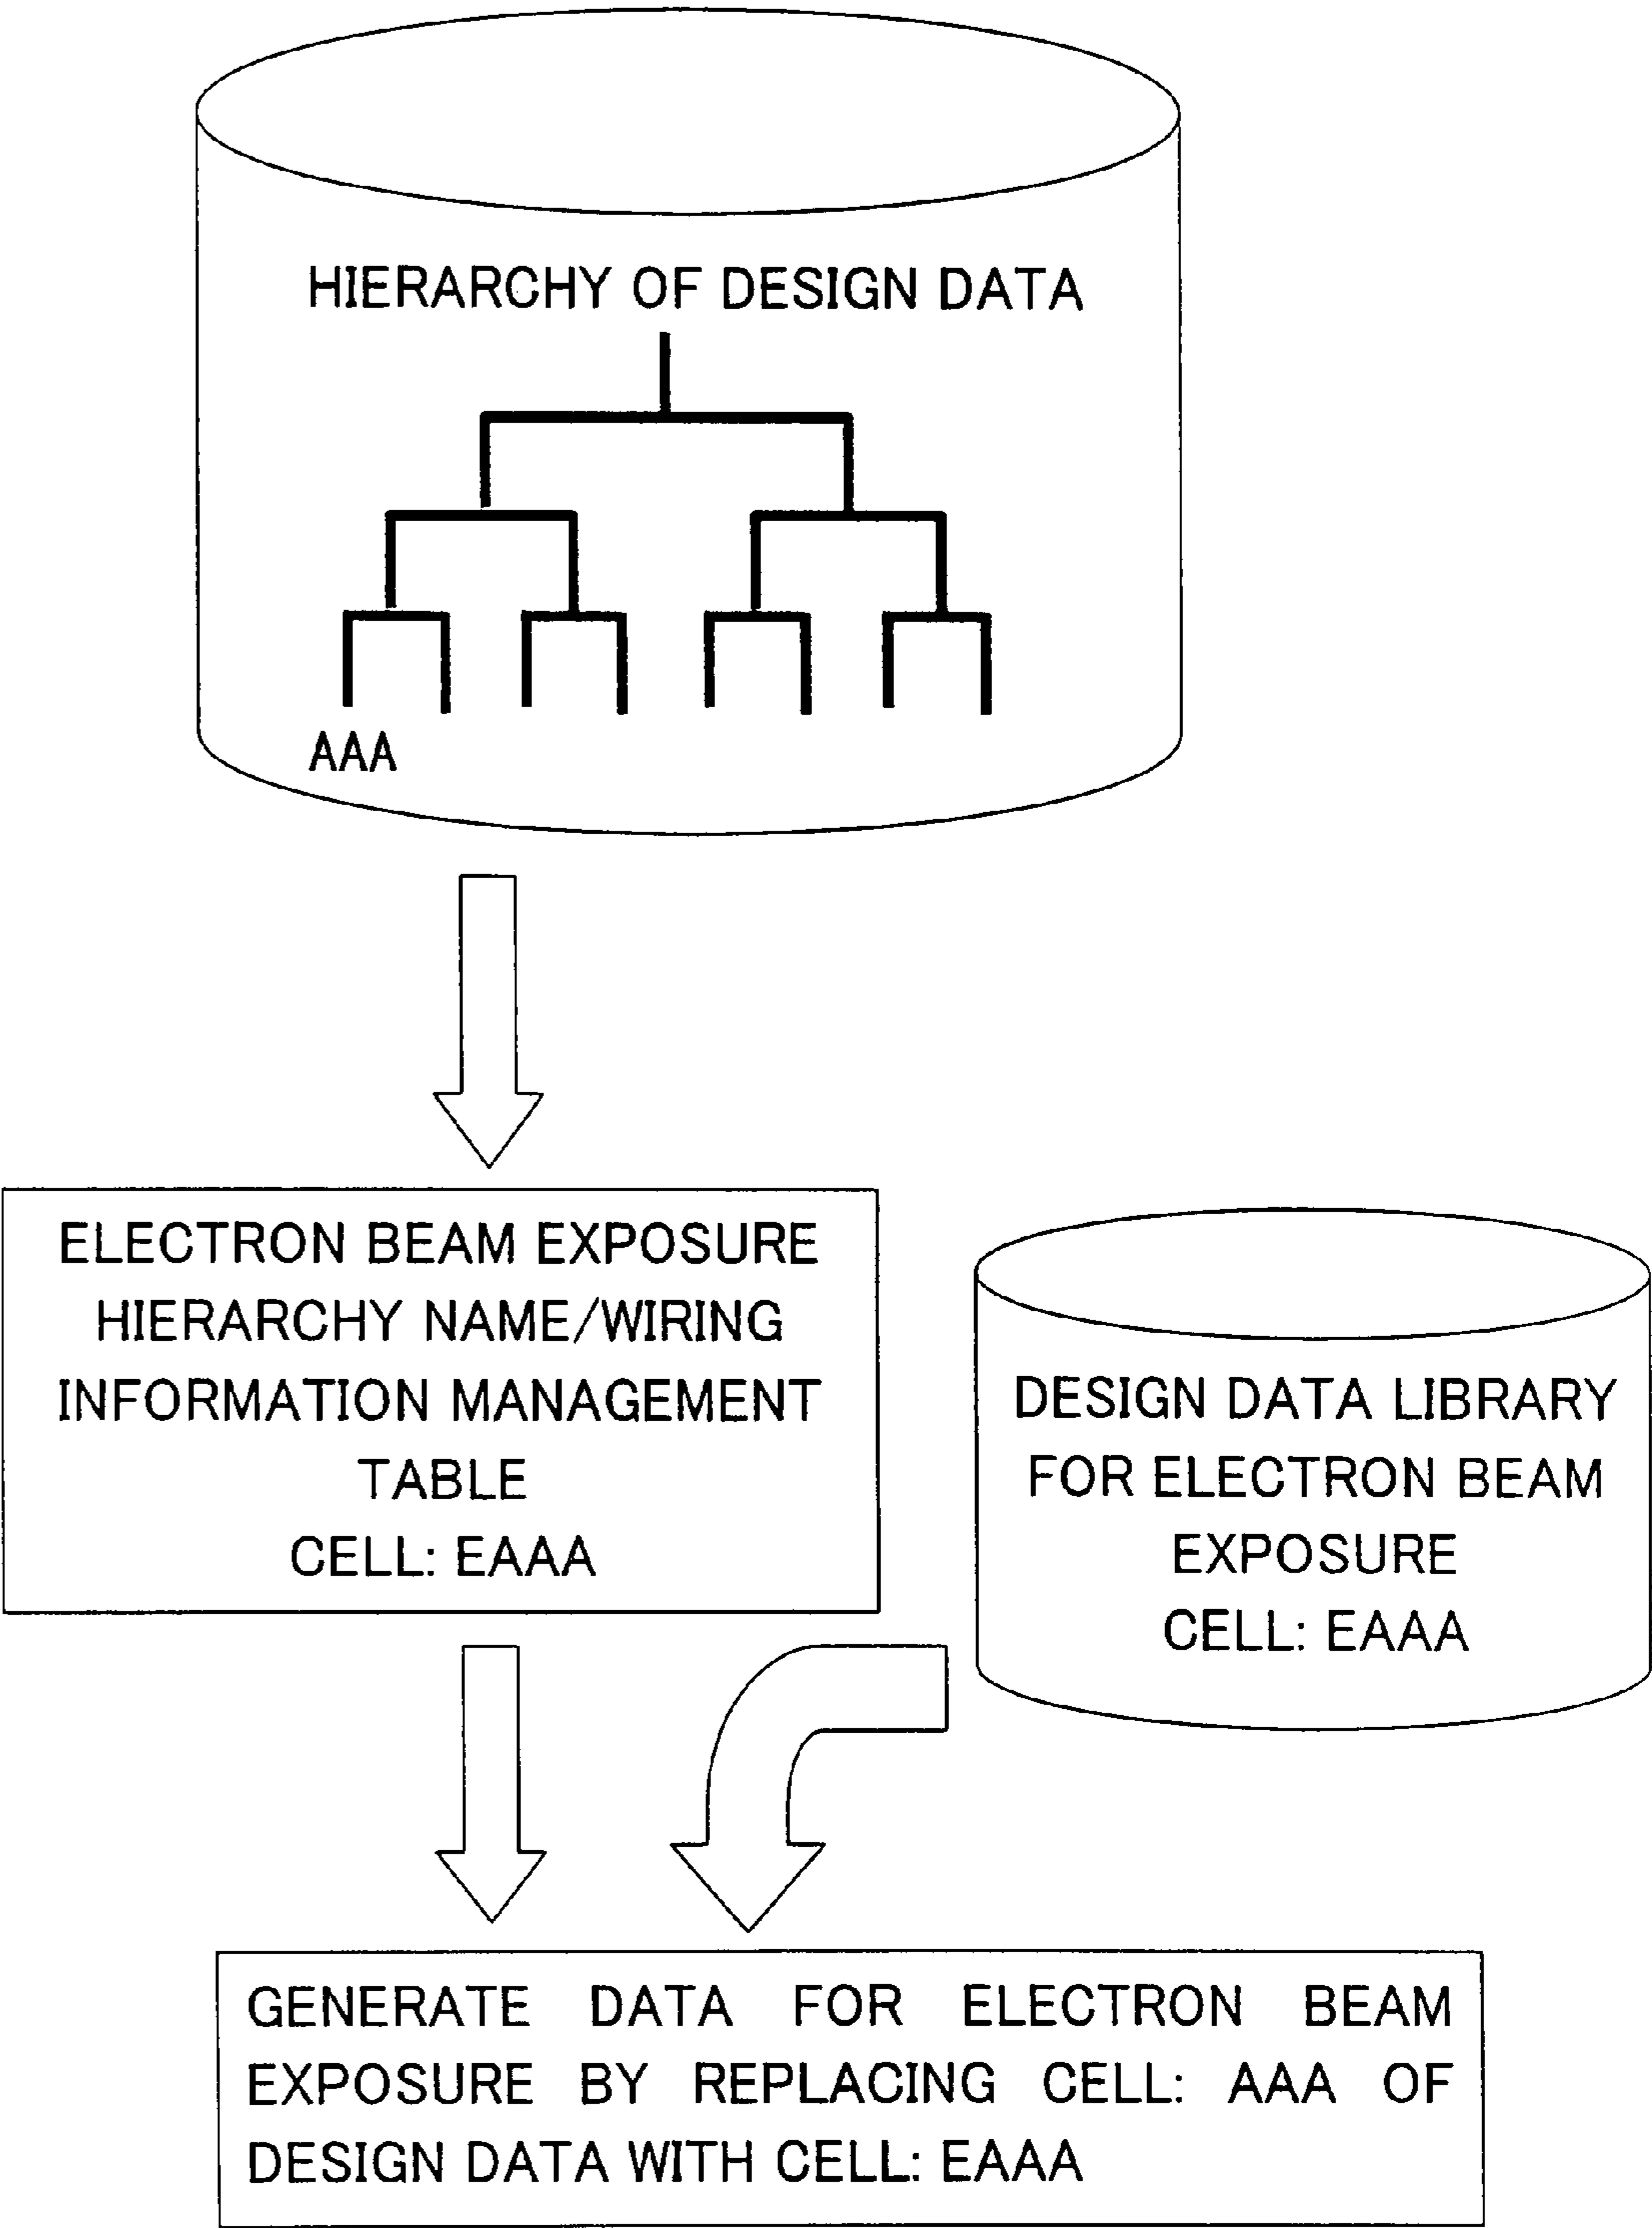 HIERARCHY OF DESIGN DATA
AAA
ELECTRON BEAM EXPOSURE
HIERARCHY NAME/WIRING
INFORMATION MANAGEMENT
TABLE
CELL: EAAA
DESIGN DATA LIBRARY
FOR ELECTRON BEAM
EXPOSURE
CELL: EAAA
GENERATE DATA FOR ELECTRON BEAM
EXPOSURE BY REPLACING CELL: AAA OF
DESIGN DATA WITH CELL: EAAA